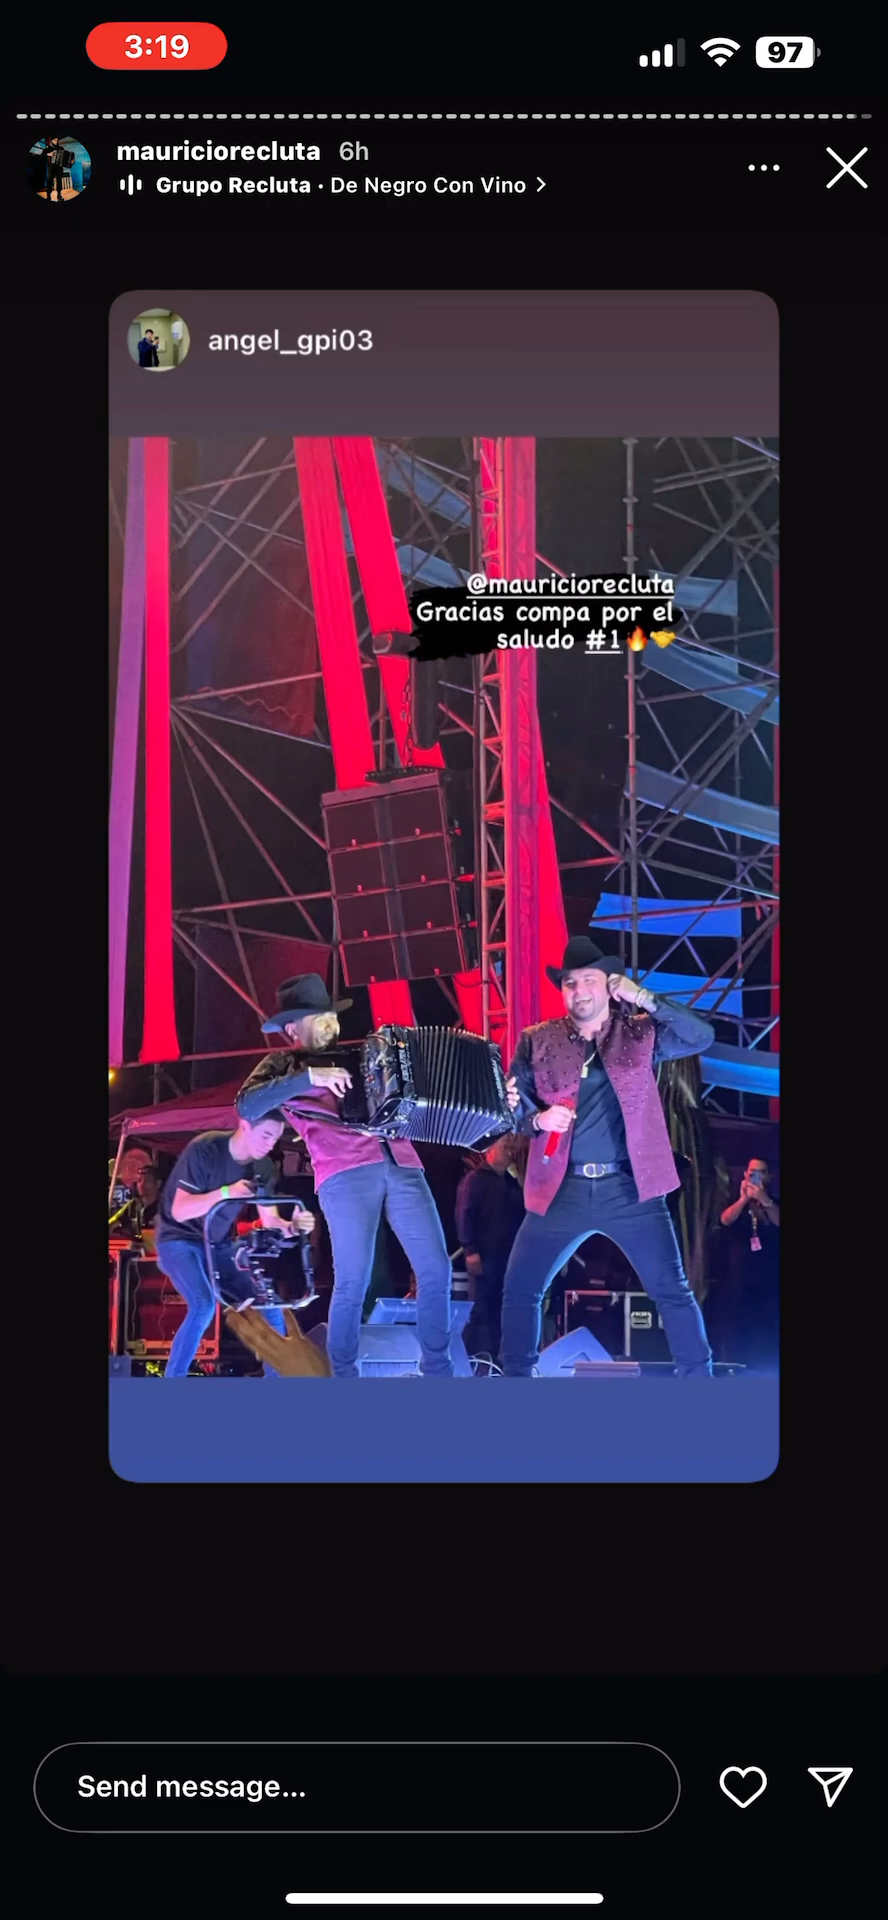 3:19
97
mauriciorecluta 6h
Grupo Recluta · De Negro Con Vino >
angel_gpi03
@mauriciorecluta
Gracias compa por el
saludo #1🔥🤝
Send message...